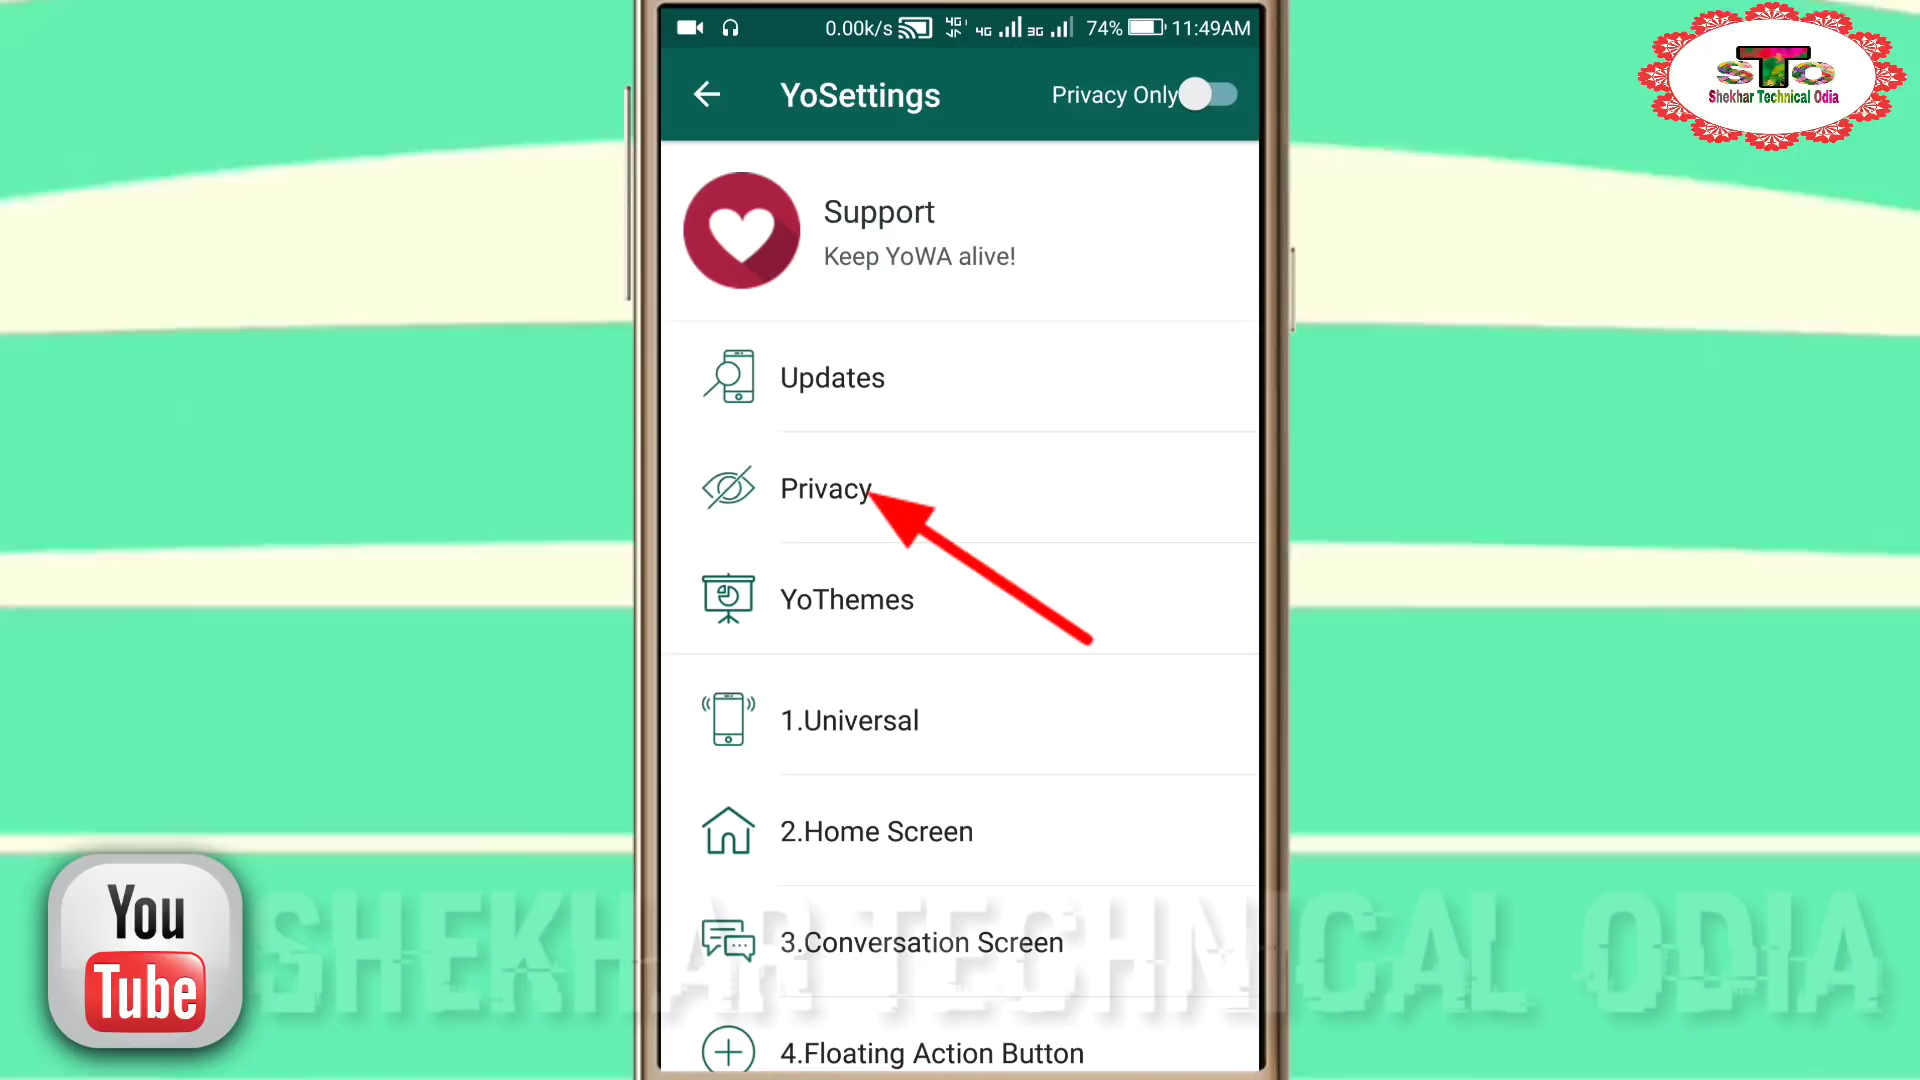 0.00k/s 4G 4G 3G 74% 11:49AM
YoSettings
Privacy Only
Support
Keep YoWA alive!
Updates
Privacy
YoThemes
1.Universal
2.Home Screen
3.Conversation Screen
4.Floating Action Button
STO
Shekhar Technical Odia
You
Tube
SHEKHAR TECHNICAL ODIA